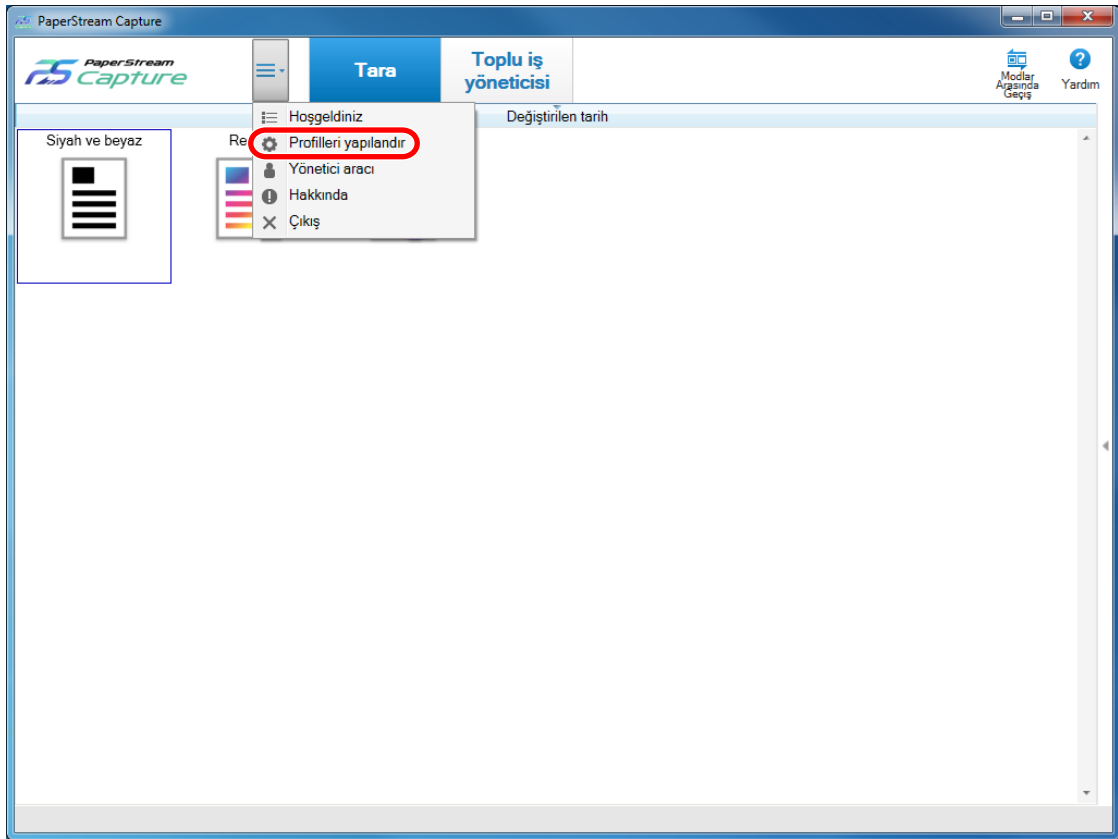 PaperStream Capture
PaperStream
Capture
Tara
Toplu iş
yöneticisi
Modlar
Arasında
Geçiş
Yardım
Değiştirilen tarih
Hoşgeldiniz
Profilleri yapılandır
Yönetici aracı
Hakkında
Çıkış
Siyah ve beyaz
Re